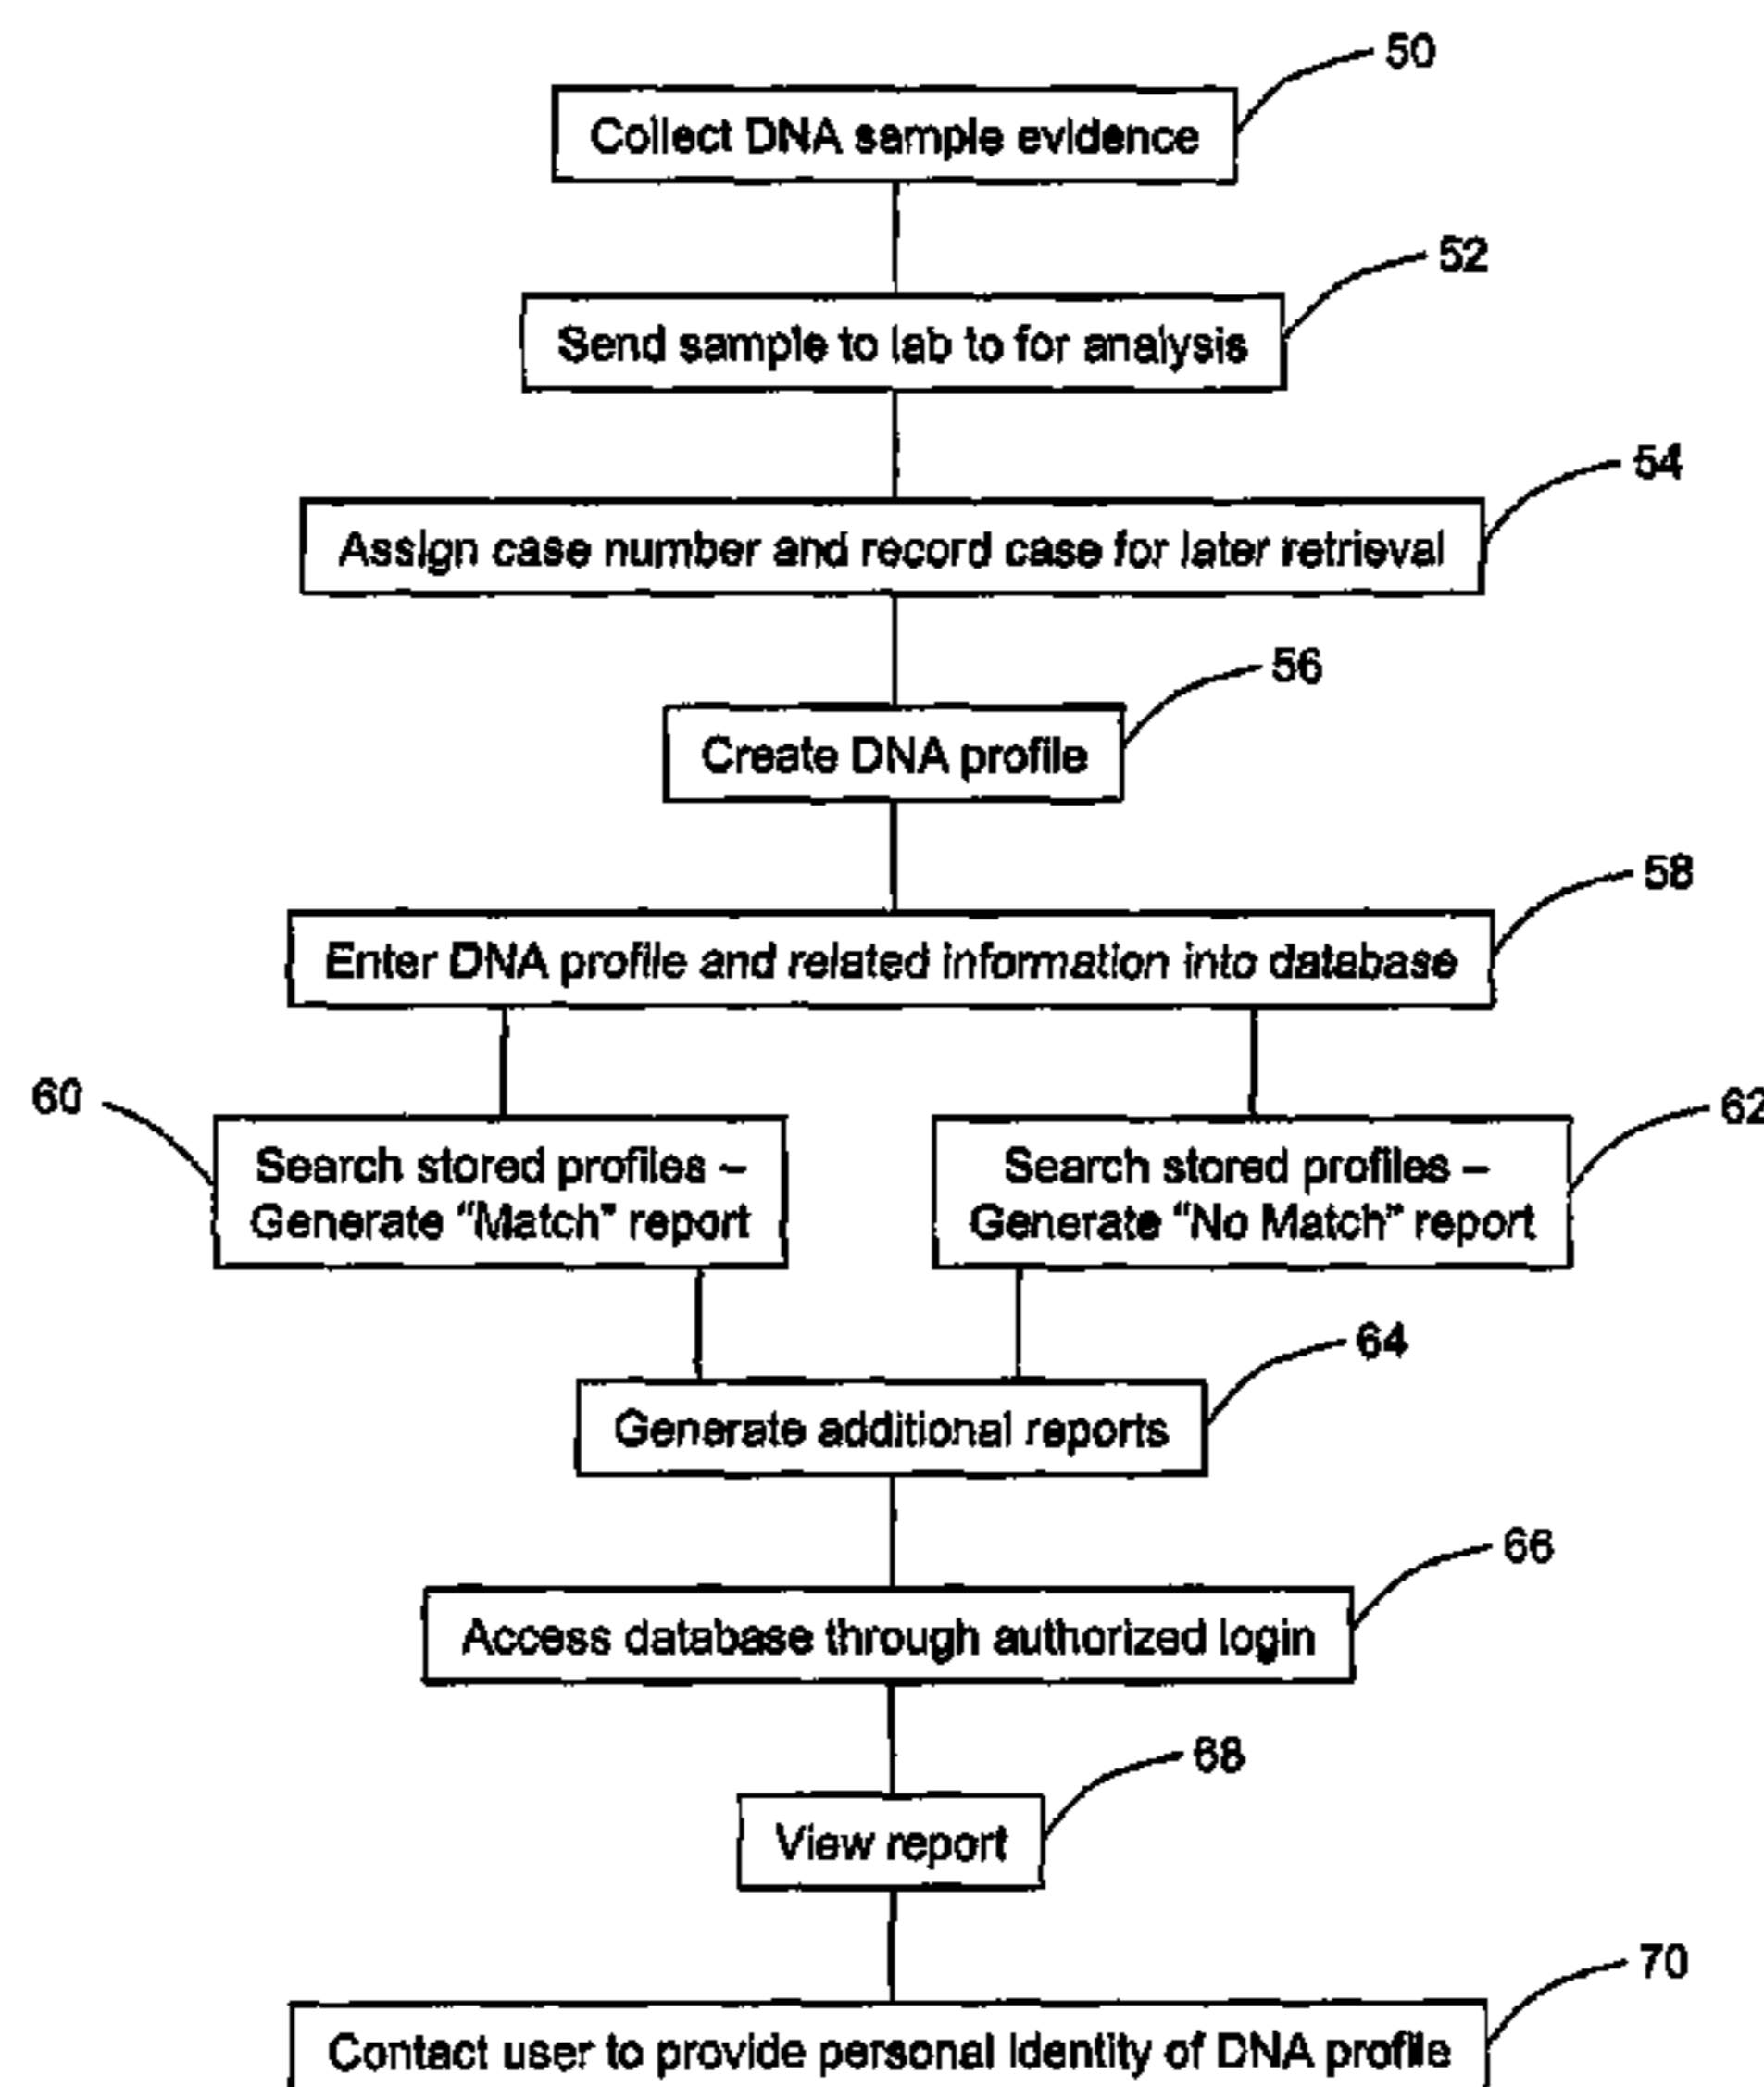 50
Collect DNA sample evidence
52
Send sample to lab to for analysis
54
Assign case number and record case for later retrieval
56
Create DNA profile
58
Enter DNA profile and related information into database
60
Search stored profiles –
Generate “Match” report
62
Search stored profiles –
Generate “No Match” report
64
Generate additional reports
66
Access database through authorized login
68
View report
70
Contact user to provide personal identity of DNA profile